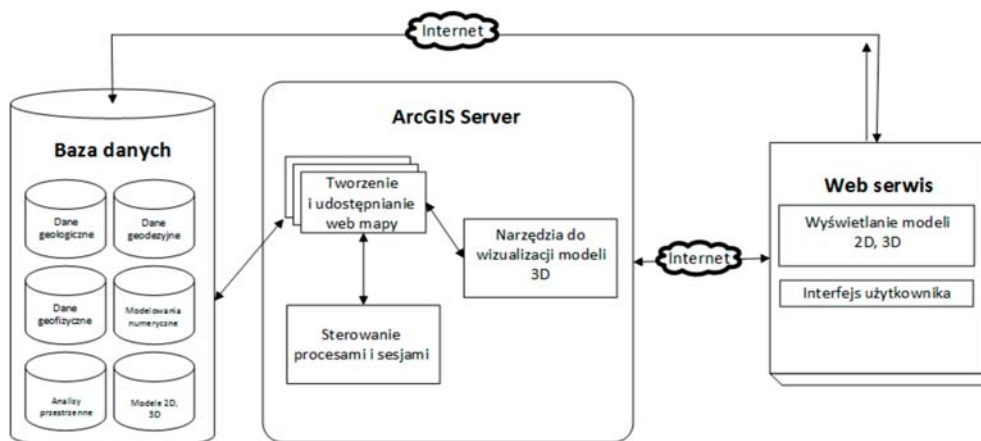 Internet
Baza danych
Dane
geologiczne
Dane
geodezyjne
Dane
geofizyczne
Modelowania
numeryczne
Analizy
przestrzenne
Modele 2D,
3D
ArcGIS Server
Tworzenie
i udostępnianie
web mapy
Narzędzia do
wizualizacji modeli
3D
Sterowanie
procesami i sesjami
Internet
Web serwis
Wyświetlanie modeli
2D, 3D
Interfejs użytkownika